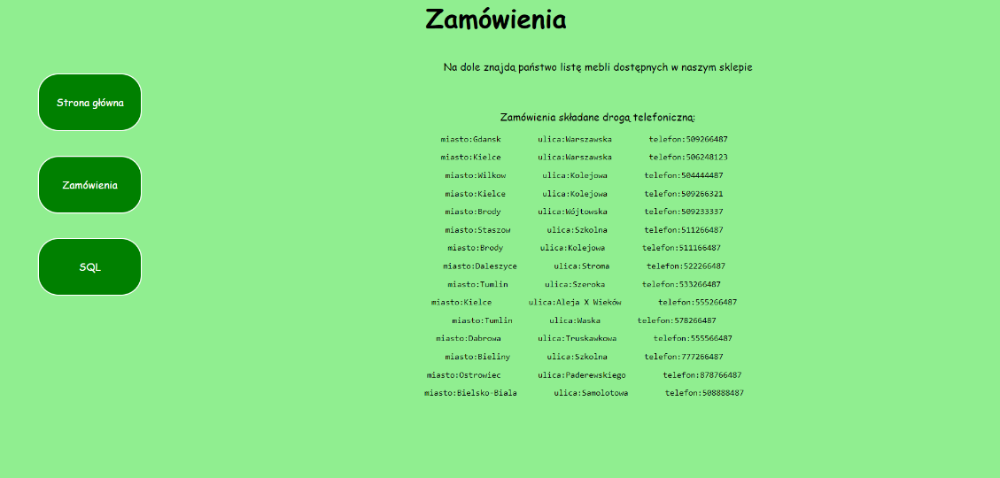 Zamówienia
Na dole znajdą państwo listę mebli dostępnych w naszym sklepie
Strona główna
Zamówienia
SQL
Zamówienia składane drogą telefoniczną:
miasto:Gdansk ulica:Warszawska telefon:509266487
miasto:Kielce ulica:Warszawska telefon:506248123
miasto:Wilkow ulica:Kolejowa telefon:504444487
miasto:Kielce ulica:Kolejowa telefon:509266321
miasto:Brody ulica:Wójtowska telefon:509233337
miasto:Staszow ulica:Szkolna telefon:511266487
miasto:Brody ulica:Kolejowa telefon:511166487
miasto:Daleszyce ulica:Stroma telefon:522266487
miasto:Tumlin ulica:Szeroka telefon:533266487
miasto:Kielce ulica:Aleja X Wieków telefon:555266487
miasto:Tumlin ulica:Waska telefon:578266487
miasto:Dabrowa ulica:Truskawkowa telefon:555566487
miasto:Bieliny ulica:Szkolna telefon:777266487
miasto:Ostrowiec ulica:Paderewskiego telefon:878766487
miasto:Bielsko-Biala ulica:Samolotowa telefon:508888487